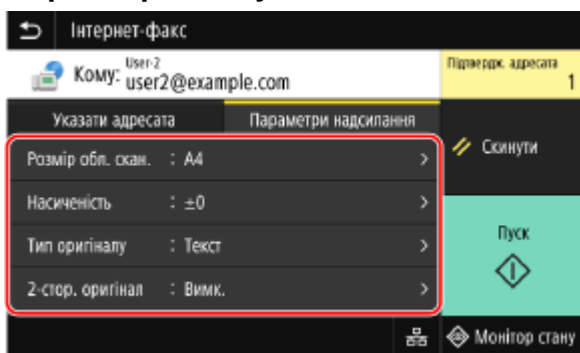 Інтернет-факс
Кому: User-2
user2@example.com
Підтвердж. адресата
1
Указати адресата
Параметри надсилання
Скинути
Розмір обл. скан. : A4
Насиченість : ±0
Тип оригіналу : Текст
2-стор. оригінал : Вимк.
Пуск
Монітор стану